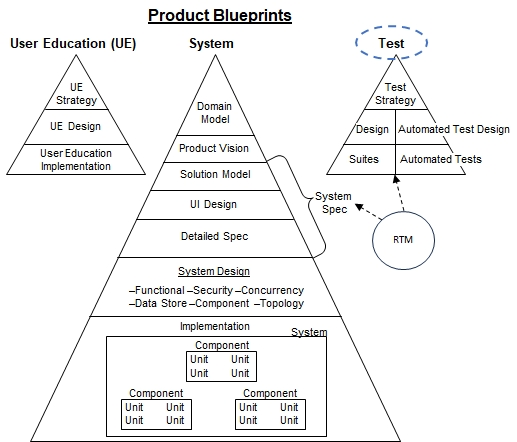 Product Blueprints
User Education (UE)
System
Test
UE
Strategy
UE Design
User Education
Implementation
Domain
Model
Product Vision
Solution Model
UI Design
Detailed Spec
System Design
–Functional –Security –Concurrency
–Data Store –Component –Topology
Implementation
System
Component
Unit Unit
Unit Unit
Component
Unit Unit
Unit Unit
Component
Unit Unit
Unit Unit
System
Spec
Test
Strategy
Design
Automated Test Design
Suites
Automated Tests
RTM